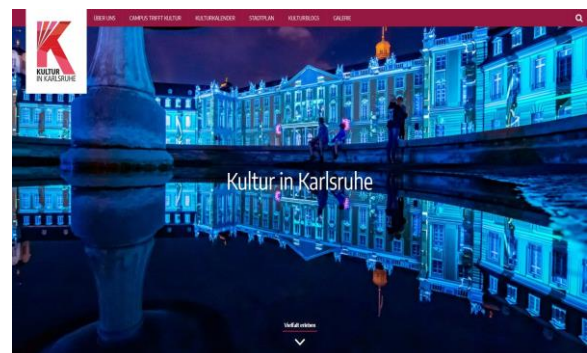 ÜBER UNS CAMPUS TRIFFT KULTUR KULTURKALENDER STADTPLAN KULTURBLOGS GALERIE
KULTUR
IN KARLSRUHE
Kultur in Karlsruhe
Vielfalt erleben